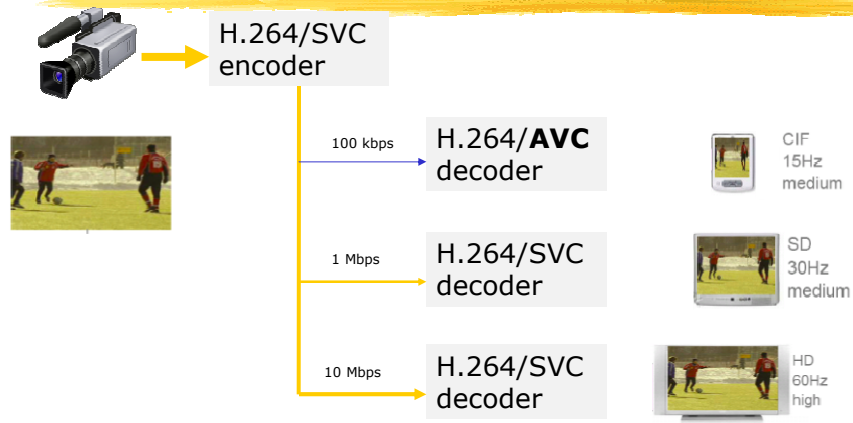 H.264/SVC
encoder
100 kbps
H.264/AVC
decoder
CIF
15Hz
medium
1 Mbps
H.264/SVC
decoder
SD
30Hz
medium
10 Mbps
H.264/SVC
decoder
HD
60Hz
high